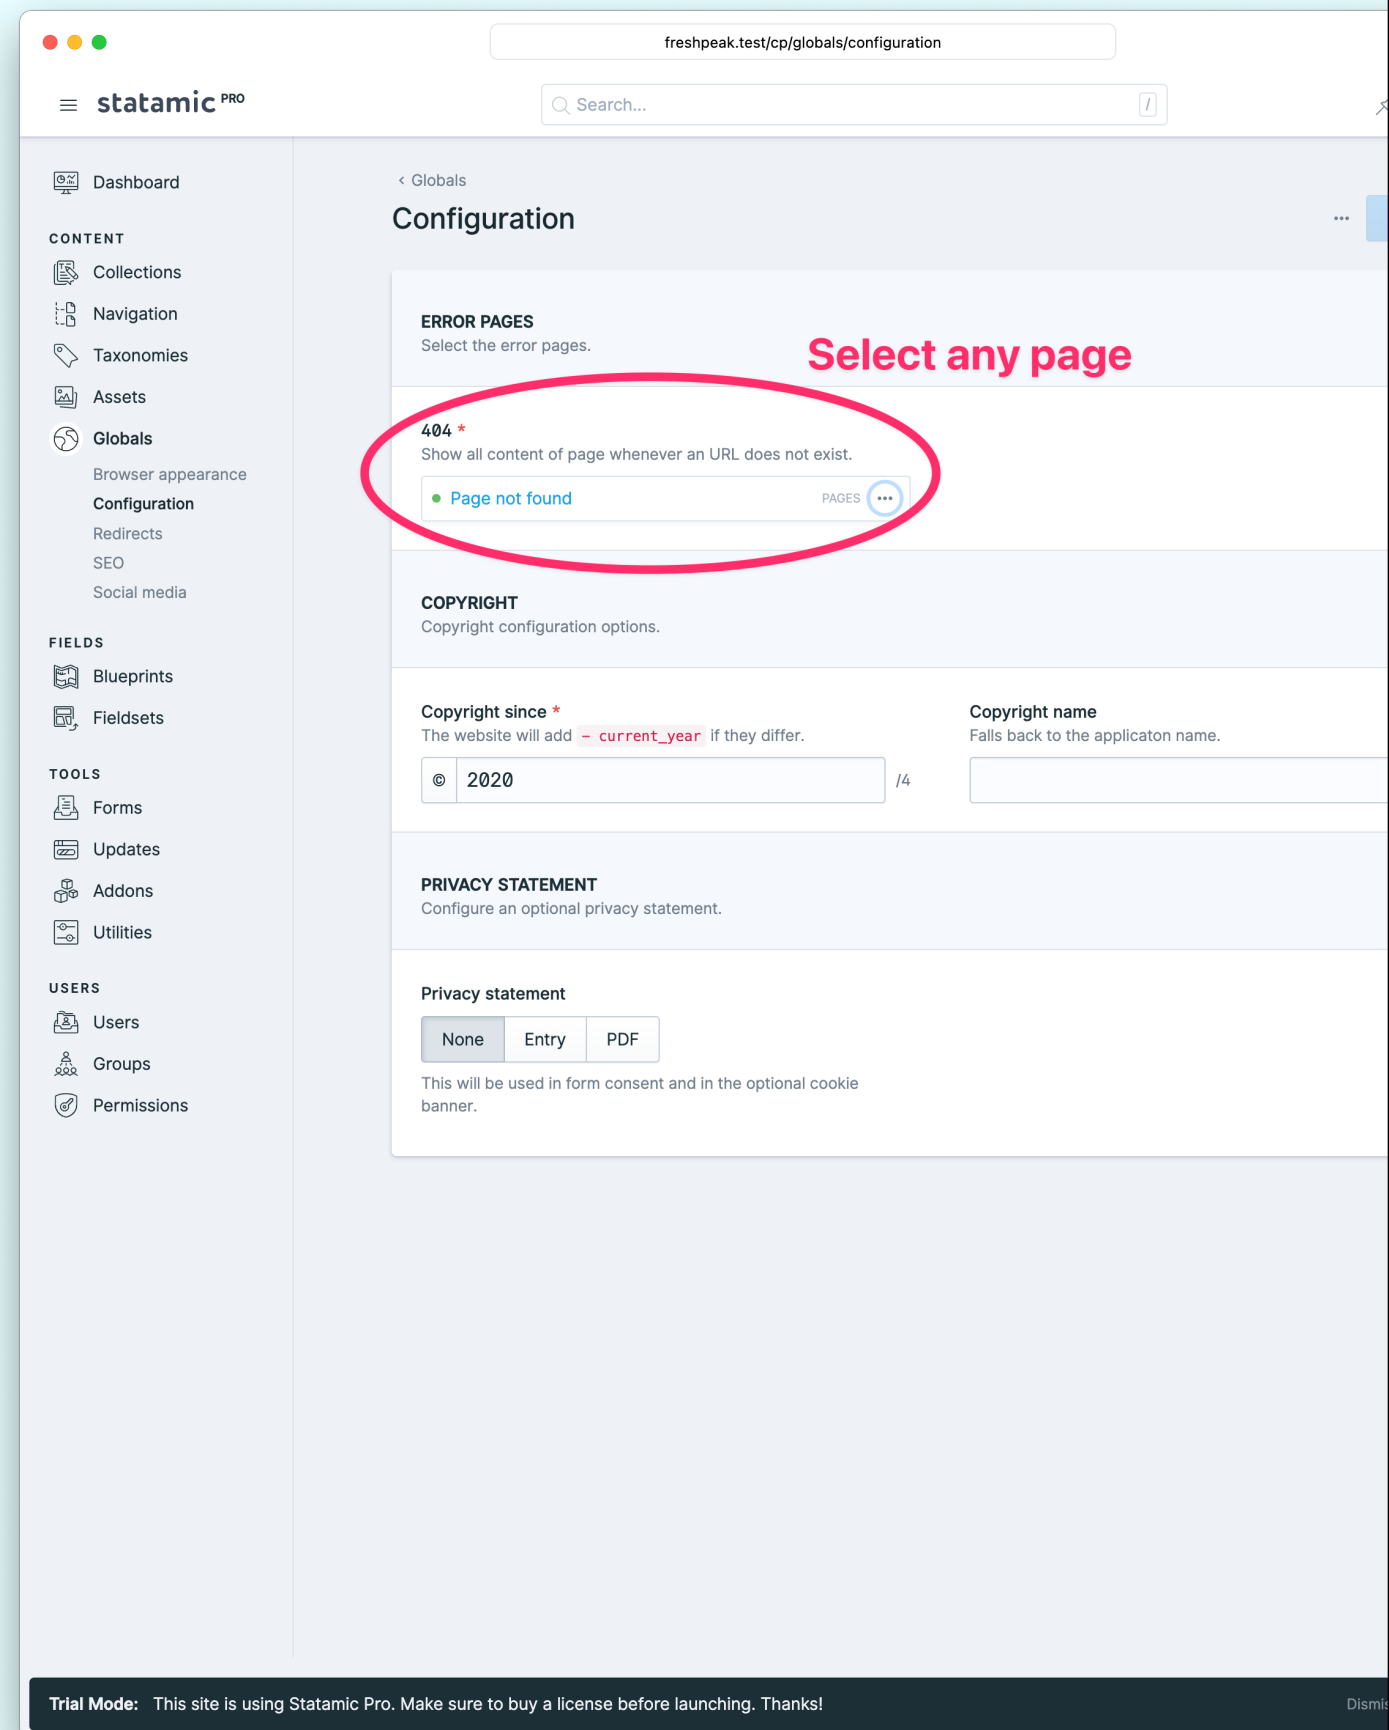 freshpeak.test/cp/globals/configuration
statamic PRO
Search...
/
Dashboard
CONTENT
Collections
Navigation
Taxonomies
Assets
Globals
Browser appearance
Configuration
Redirects
SEO
Social media
FIELDS
Blueprints
Fieldsets
TOOLS
Forms
Updates
Addons
Utilities
USERS
Users
Groups
Permissions
‹ Globals
Configuration
ERROR PAGES
Select the error pages.
Select any page
404 *
Show all content of page whenever an URL does not exist.
Page not found PAGES
COPYRIGHT
Copyright configuration options.
Copyright since *
The website will add – current_year if they differ.
© 2020 /4
Copyright name
Falls back to the applicaton name.
PRIVACY STATEMENT
Configure an optional privacy statement.
Privacy statement
None Entry PDF
This will be used in form consent and in the optional cookie
banner.
Trial Mode: This site is using Statamic Pro. Make sure to buy a license before launching. Thanks!